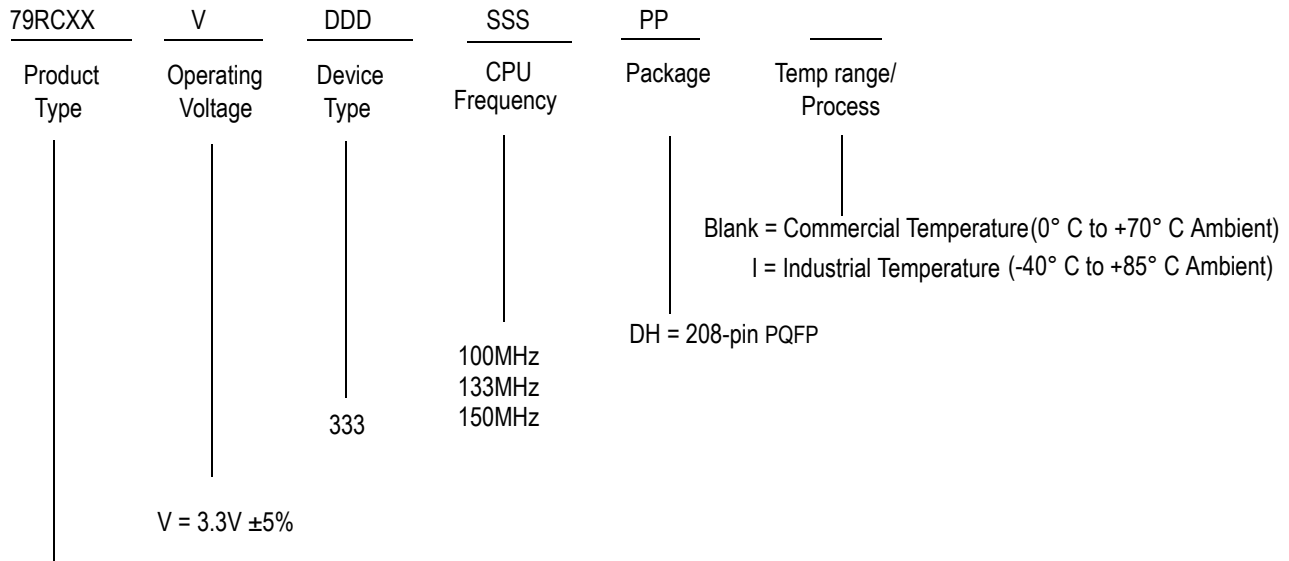 79RCXX V DDD SSS PP
Product Type
Operating Voltage
Device Type
CPU Frequency
Package
Temp range/ Process
Blank = Commercial Temperature(0° C to +70° C Ambient)
I = Industrial Temperature (-40° C to +85° C Ambient)
DH = 208-pin PQFP
100MHz
133MHz
150MHz
333
V = 3.3V ±5%